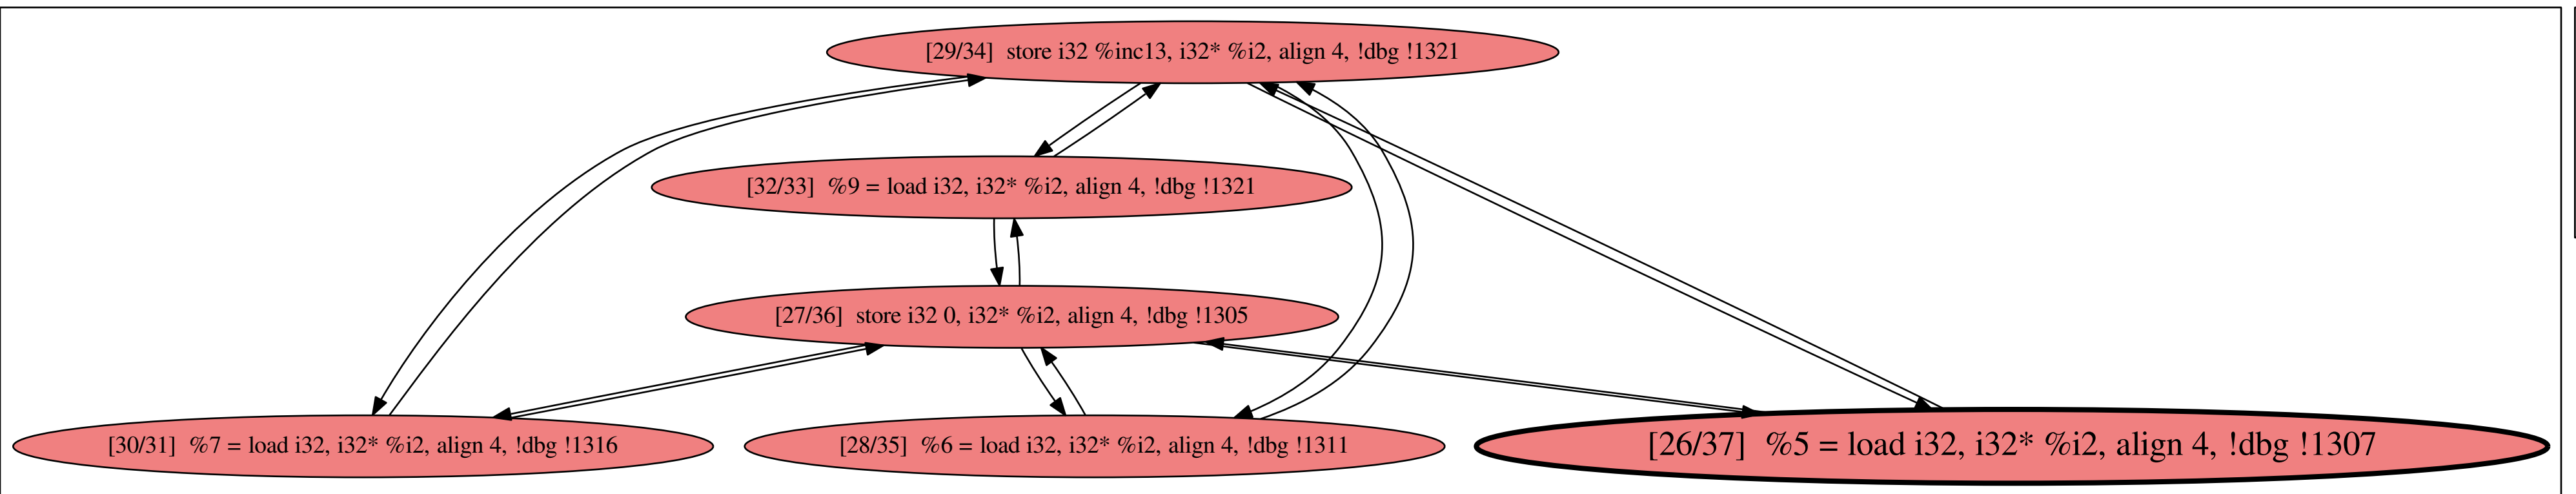 [29/34]  store i32 %inc13, i32* %i2, align 4, !dbg !1321
[32/33]  %9 = load i32, i32* %i2, align 4, !dbg !1321
[27/36]  store i32 0, i32* %i2, align 4, !dbg !1305
[30/31]  %7 = load i32, i32* %i2, align 4, !dbg !1316
[28/35]  %6 = load i32, i32* %i2, align 4, !dbg !1311
[26/37]  %5 = load i32, i32* %i2, align 4, !dbg !1307